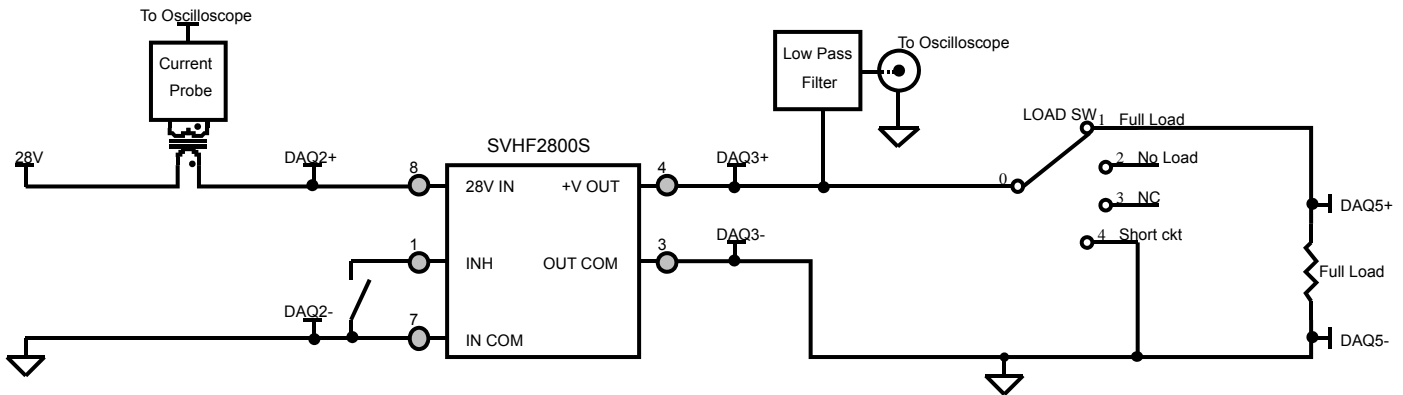 To Oscilloscope
Current
Probe
28V
DAQ2+
8
1
DAQ2-
7
SVHF2800S
28V IN
+V OUT
INH
OUT COM
IN COM
4
DAQ3+
3
DAQ3-
Low Pass
Filter
To Oscilloscope
LOAD SW
1 Full Load
0
2 No Load
3 NC
4 Short ckt
DAQ5+
Full Load
DAQ5-